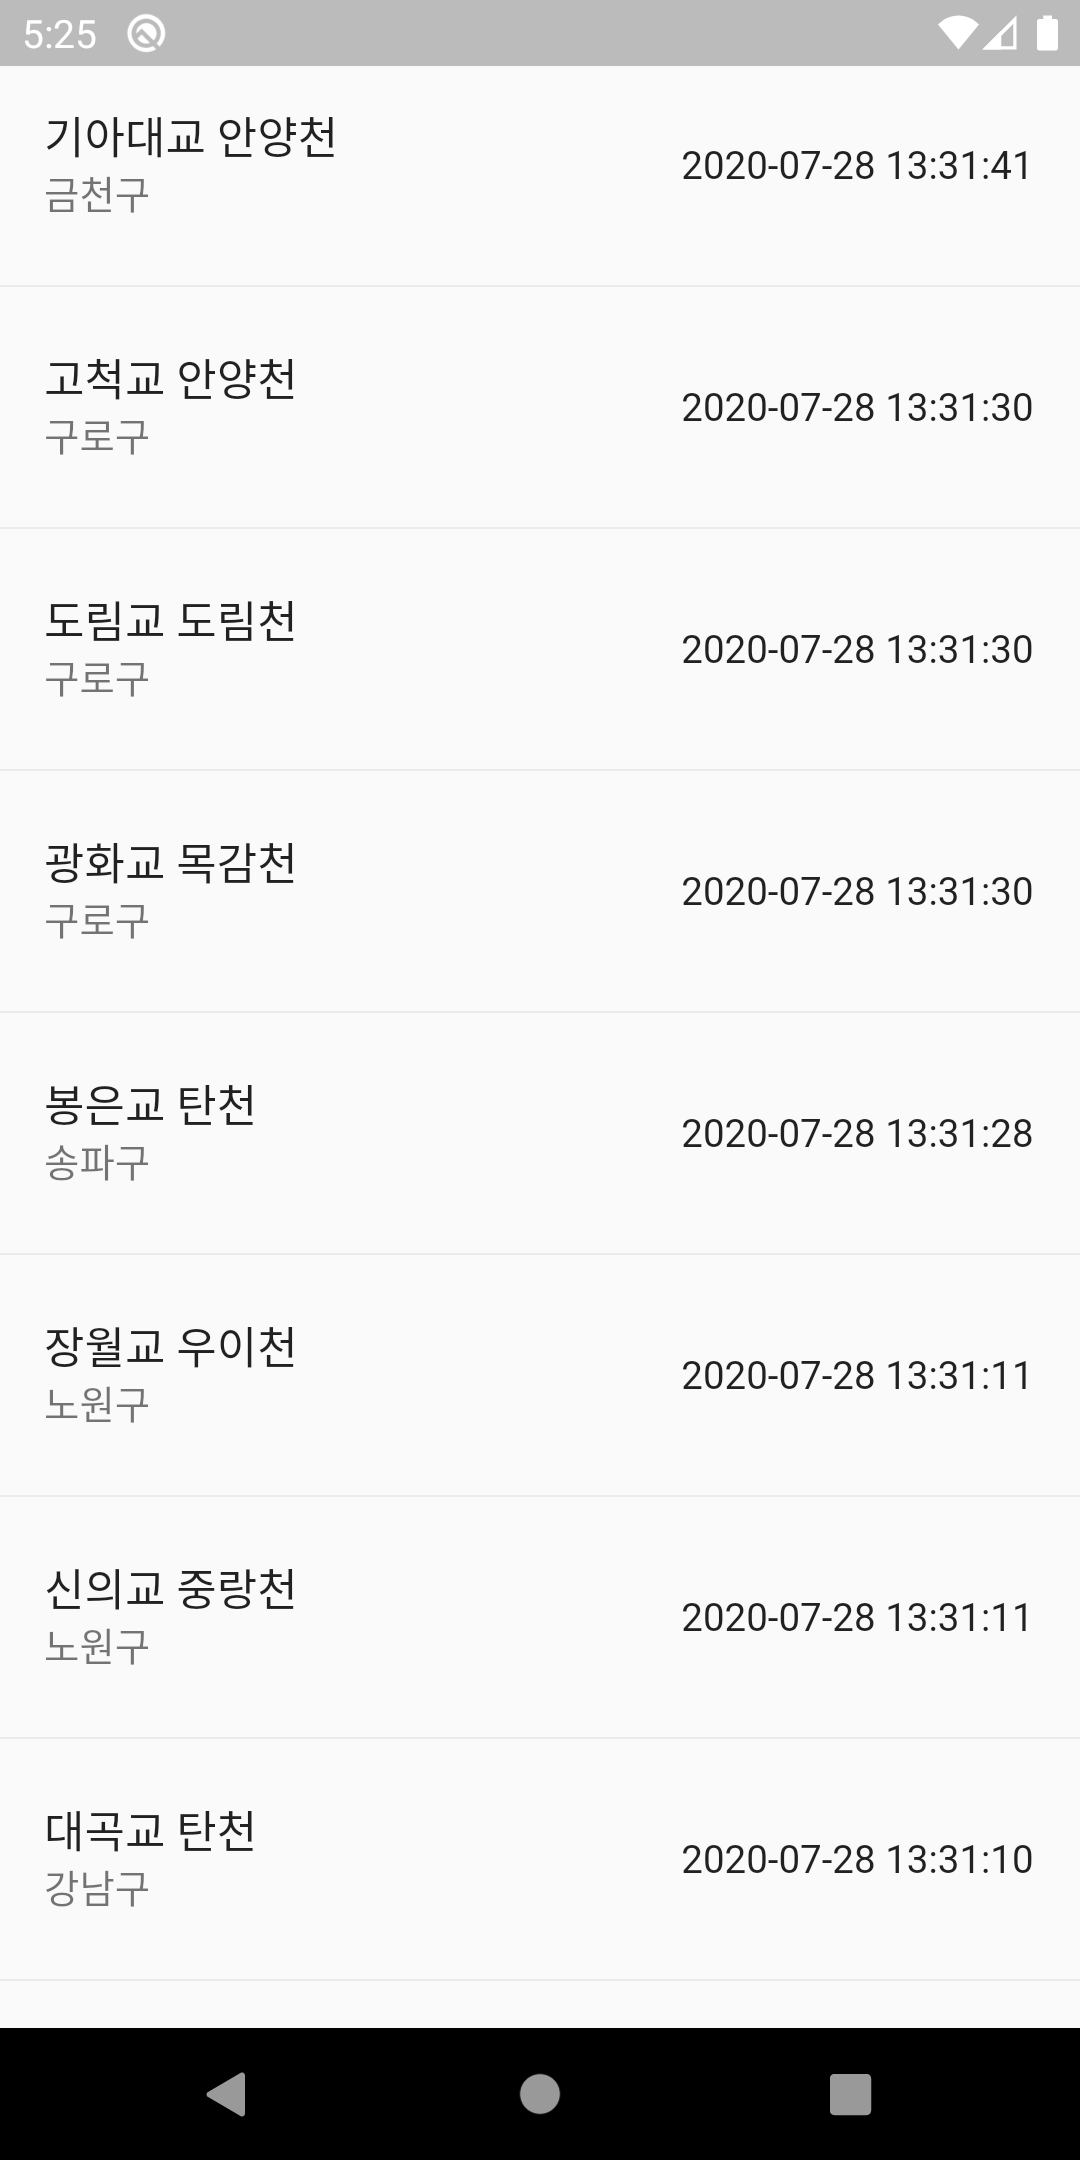 5:25
기아대교 안양천
금천구
2020-07-28 13:31:41
고척교 안양천
구로구
2020-07-28 13:31:30
도림교 도림천
구로구
2020-07-28 13:31:30
광화교 목감천
구로구
2020-07-28 13:31:30
봉은교 탄천
송파구
2020-07-28 13:31:28
장월교 우이천
노원구
2020-07-28 13:31:11
신의교 중랑천
노원구
2020-07-28 13:31:11
대곡교 탄천
강남구
2020-07-28 13:31:10